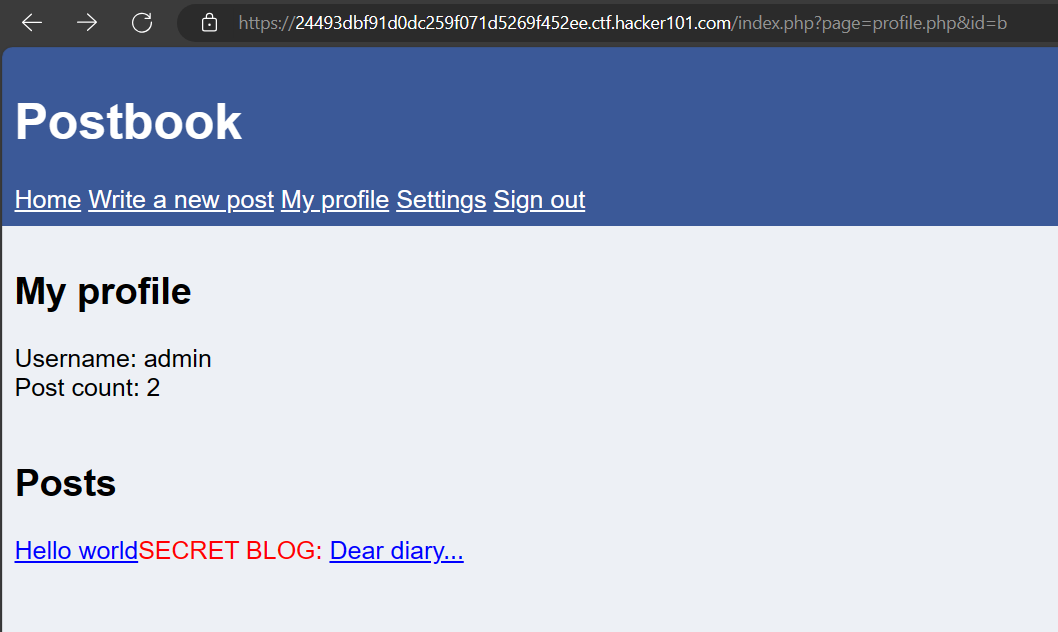 https://24493dbf91d0dc259f071d5269f452ee.ctf.hacker101.com/index.php?page=profile.php&id=b
Postbook
Home Write a new post My profile Settings Sign out
My profile
Username: admin
Post count: 2
Posts
Hello worldSECRET BLOG: Dear diary...